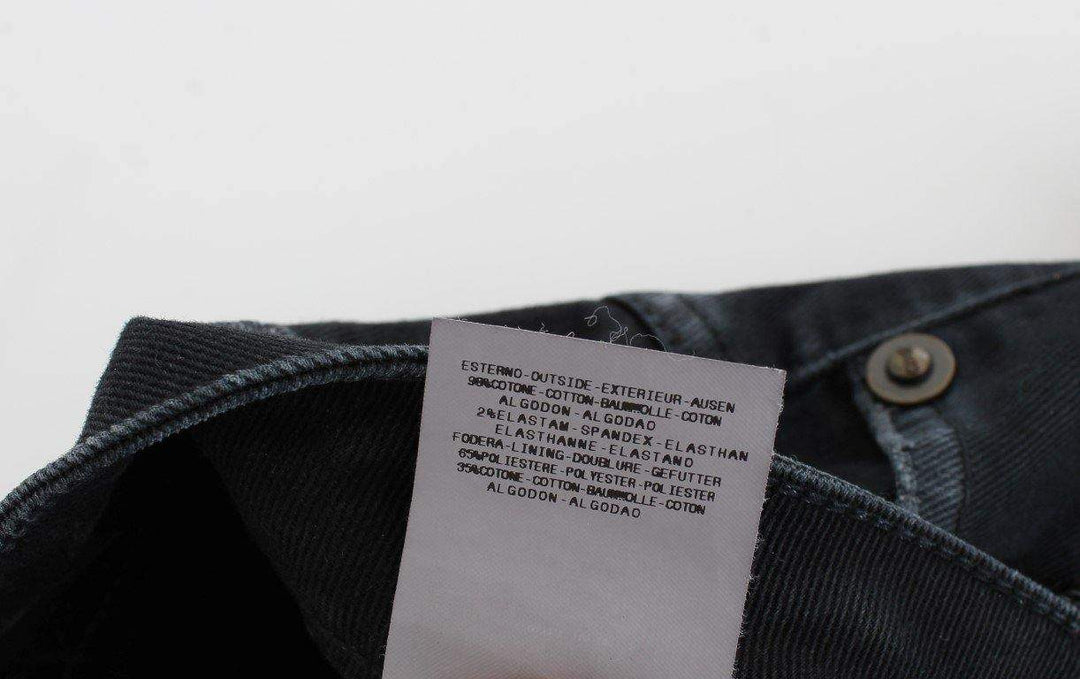 ESTERNO-OUTSIDE-EXTERIEUR-AUSEN
98%COTONE-COTTON-BAUMWOLLE-COTON
ALGODON-ALGODAO
2%ELASTAM-SPANDEX-ELASTHAN
ELASTHANNE-ELASTANO
FODERA-LINING-DOUBLURE-GEFUTTER
65%POLIESTERE-POLYESTER-POLIESTER
35%COTONE-COTTON-BAUMWOLLE-COTON
ALGODON-ALGODAO